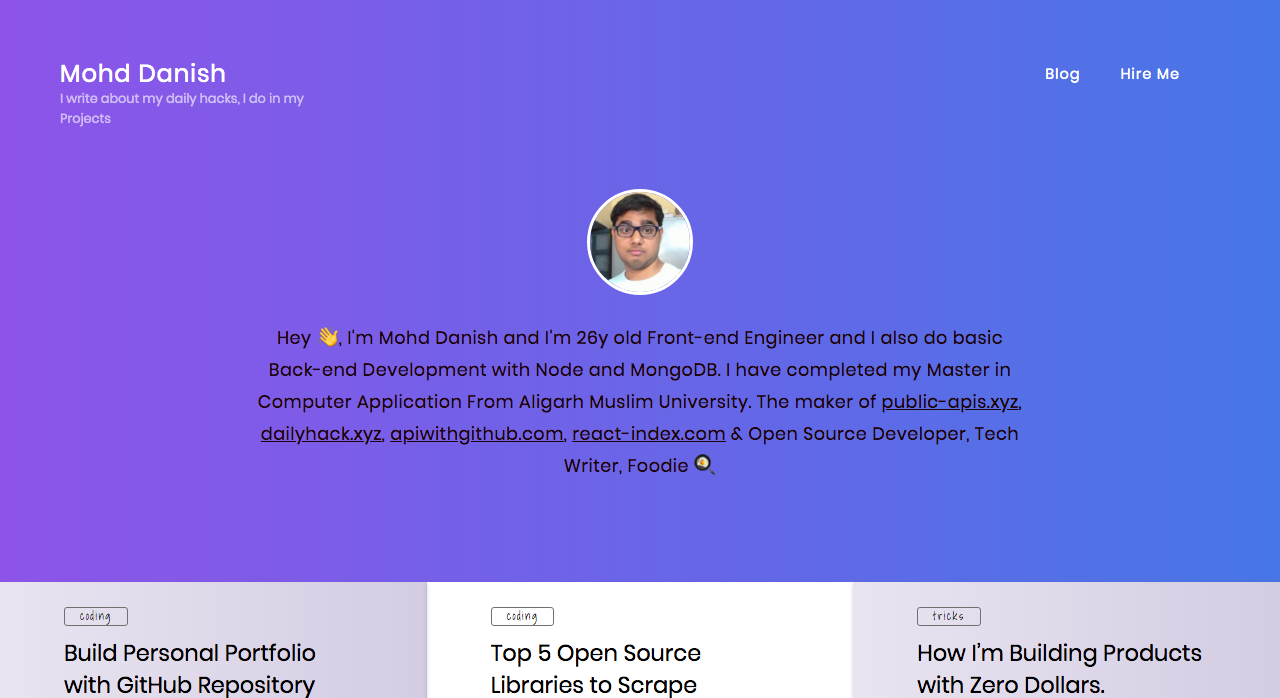 Mohd Danish
Blog
Hire Me
I write about my daily hacks, I do in my
Projects
Hey 👋, I'm Mohd Danish and I'm 26y old Front-end Engineer and I also do basic
Back-end Development with Node and MongoDB. I have completed my Master in
Computer Application From Aligarh Muslim University. The maker of public-apis.xyz,
dailyhack.xyz, apiwithgithub.com, react-index.com & Open Source Developer, Tech
Writer, Foodie 🍳
coding
Build Personal Portfolio
with GitHub Repository
coding
Top 5 Open Source
Libraries to Scrape
tricks
How I’m Building Products
with Zero Dollars.